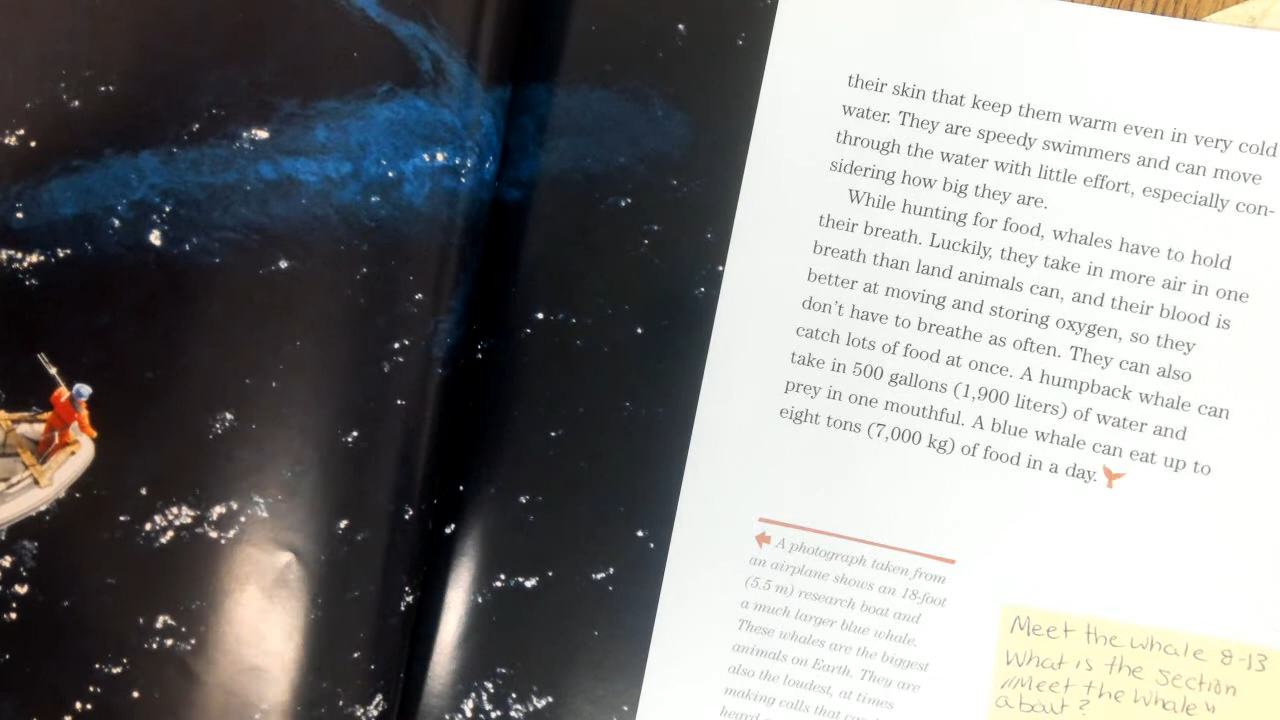 their skin that keep them warm even in very cold
water. They are speedy swimmers and can move
through the water with little effort, especially con-
sidering how big they are.
While hunting for food, whales have to hold
their breath. Luckily, they take in more air in one
breath than land animals can, and their blood is
better at moving and storing oxygen, so they
don't have to breathe as often. They can also
catch lots of food at once. A humpback whale can
take in 500 gallons (1,900 liters) of water and
prey in one mouthful. A blue whale can eat up to
eight tons (7,000 kg) of food in a day.
A photograph taken from
an airplane shows an 18-foot
(5.5 m) research boat and
a much larger blue whale.
These whales are the biggest
animals on Earth. They are
also the loudest, at times
making calls that can
heard
Meet the whale 8-13
What is the section
"Meet the Whale"
about?